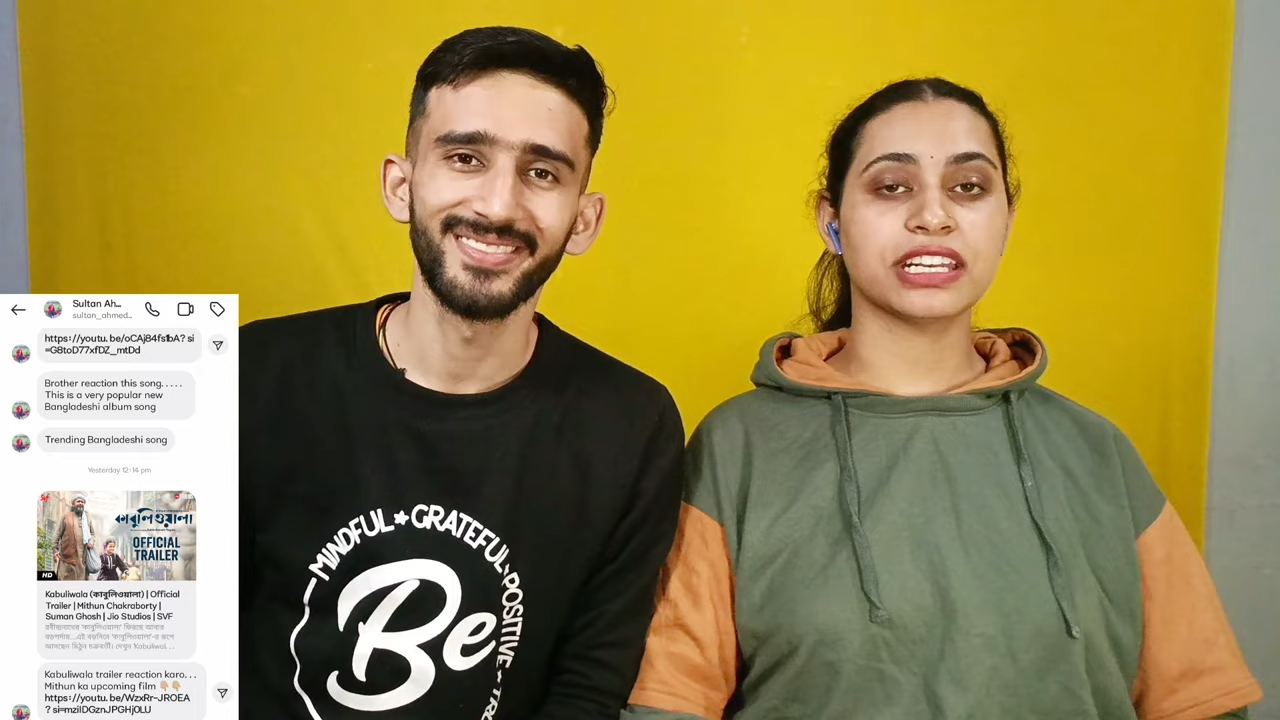 Sultan Ah...
sultan_ahmed...
https://youtu.be/oCAj84fs1bA?si
=G8toD77xfDZ_mtDd
Brother reaction this song.....
This is a very popular new
Bangladeshi album song
Trending Bangladeshi song
Yesterday 12:14 pm
কাবুলিওয়ালা
OFFICIAL
TRAILER
HD
Kabuliwala (কাবুলিওয়ালা) | Official
Trailer | Mithun Chakraborty |
Suman Ghosh | Jio Studios | SVF
Kabuliwala trailer reaction karo...
Mithun ka upcoming film 👇🏼👇🏼
https://youtu.be/WzxRr-JROEA
?si=mziIDGznJPGHj0LU
MINDFUL * GRATEFUL * POSITIVE *
Be